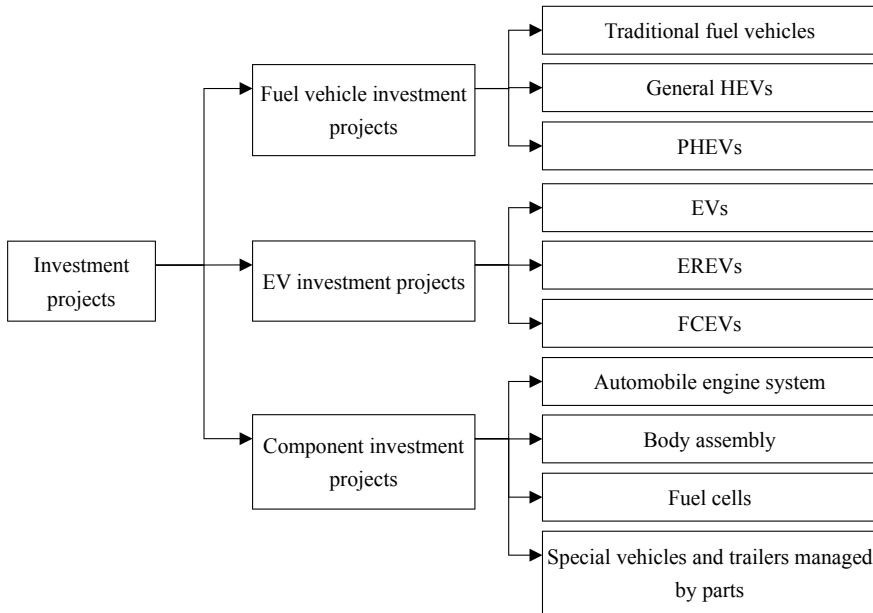 Investment
projects
Fuel vehicle investment
projects
Traditional fuel vehicles
General HEVs
PHEVs
EV investment projects
EVs
EREVs
FCEVs
Component investment
projects
Automobile engine system
Body assembly
Fuel cells
Special vehicles and trailers managed
by parts